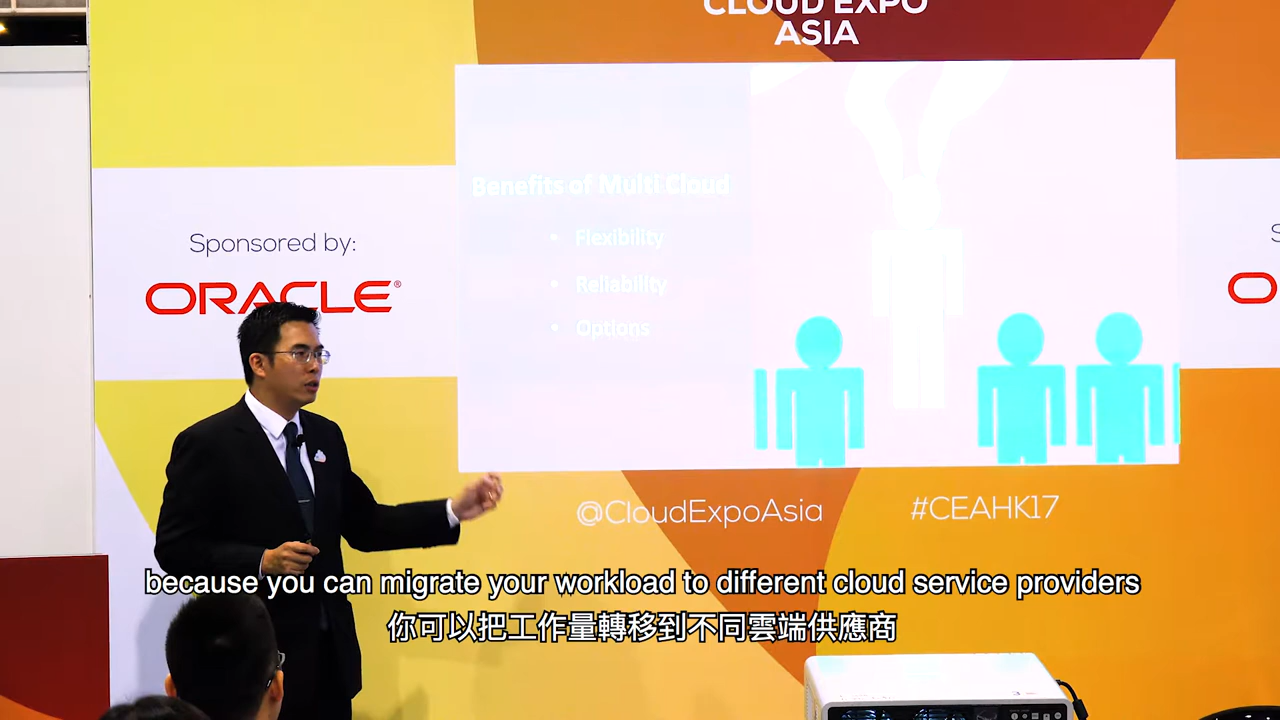 CLOUD EXPO
ASIA
Benefits of Multi Cloud
• Flexibility
• Reliability
• Options
Sponsored by:
ORACLE®
S
O
@CloudExpoAsia
#CEAHK17
because you can migrate your workload to different cloud service providers
你可以把工作量轉移到不同雲端供應商